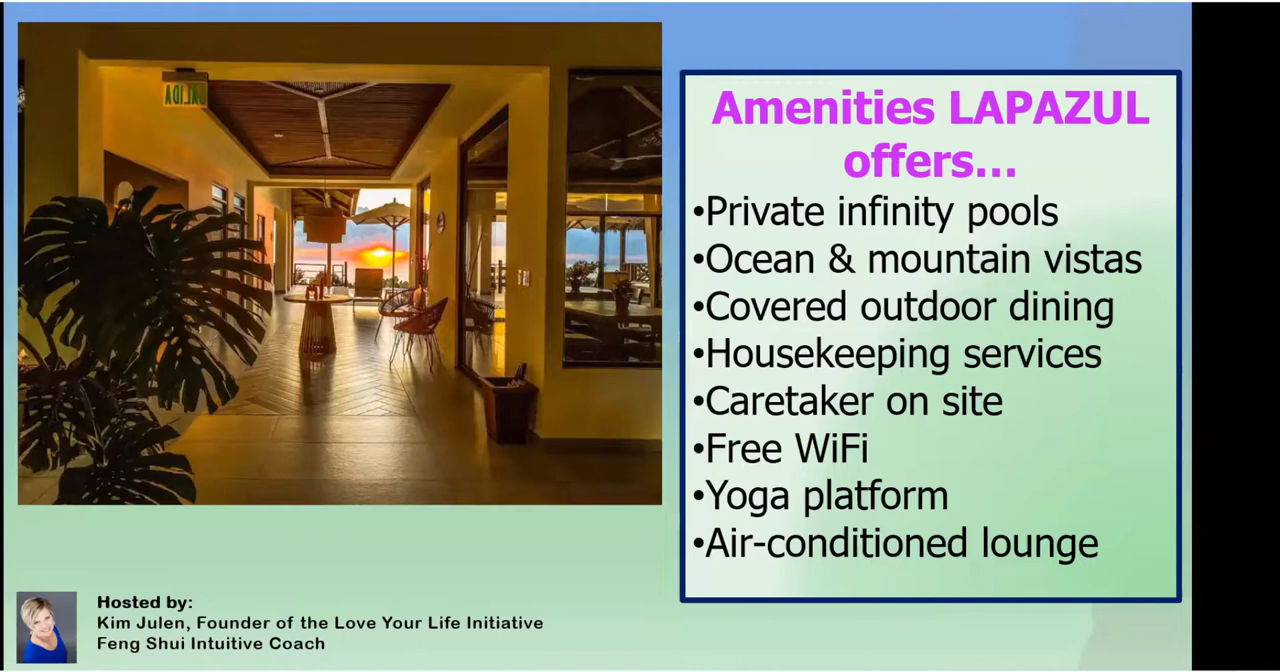 SALIDA
Amenities LAPAZUL
offers...
•Private infinity pools
•Ocean & mountain vistas
•Covered outdoor dining
•Housekeeping services
•Caretaker on site
•Free WiFi
•Yoga platform
•Air-conditioned lounge
Hosted by:
Kim Julen, Founder of the Love Your Life Initiative
Feng Shui Intuitive Coach